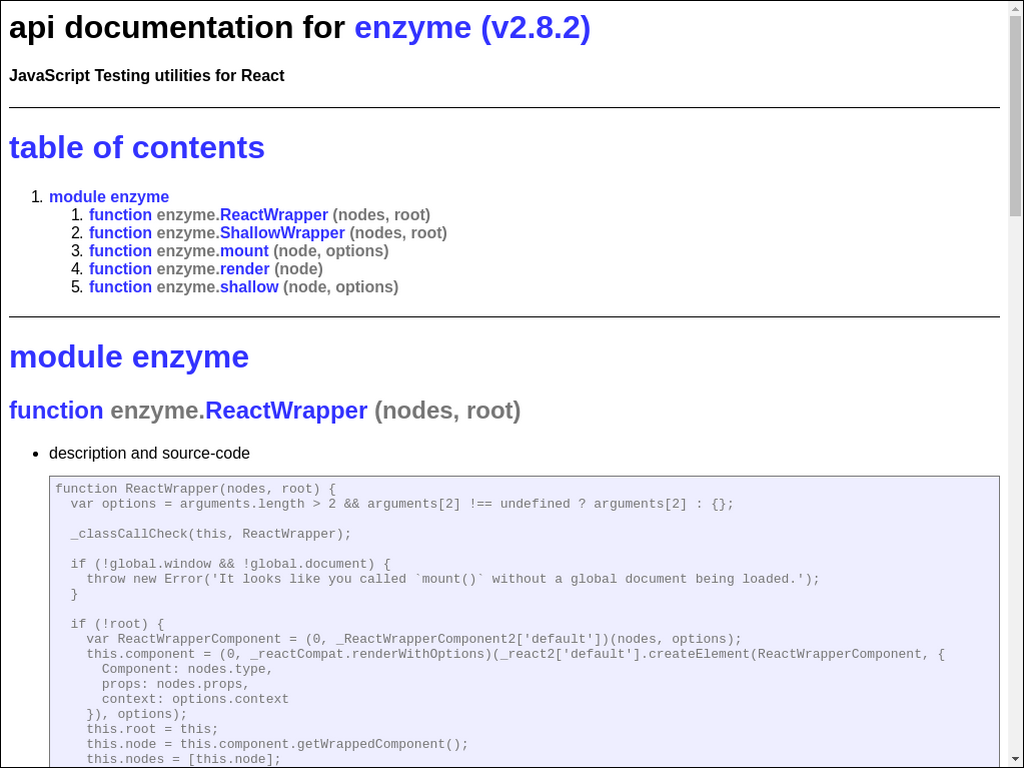 api documentation for enzyme (v2.8.2)
JavaScript Testing utilities for React
table of contents
1. module enzyme
1. function enzyme.ReactWrapper (nodes, root)
2. function enzyme.ShallowWrapper (nodes, root)
3. function enzyme.mount (node, options)
4. function enzyme.render (node)
5. function enzyme.shallow (node, options)
module enzyme
function enzyme.ReactWrapper (nodes, root)
• description and source-code
function ReactWrapper(nodes, root) {
  var options = arguments.length > 2 && arguments[2] !== undefined ? arguments[2] : {};
  _classCallCheck(this, ReactWrapper);
  if (!global.window && !global.document) {
    throw new Error('It looks like you called `mount()` without a global document being loaded.');
  }
  if (!root) {
    var ReactWrapperComponent = (0, _ReactWrapperComponent2['default'])(nodes, options);
    this.component = (0, _reactCompat.renderWithOptions)(_react2['default'].createElement(ReactWrapperComponent, {
      Component: nodes.type,
      props: nodes.props,
      context: options.context
    }), options);
    this.root = this;
    this.node = this.component.getWrappedComponent();
    this.nodes = [this.node];